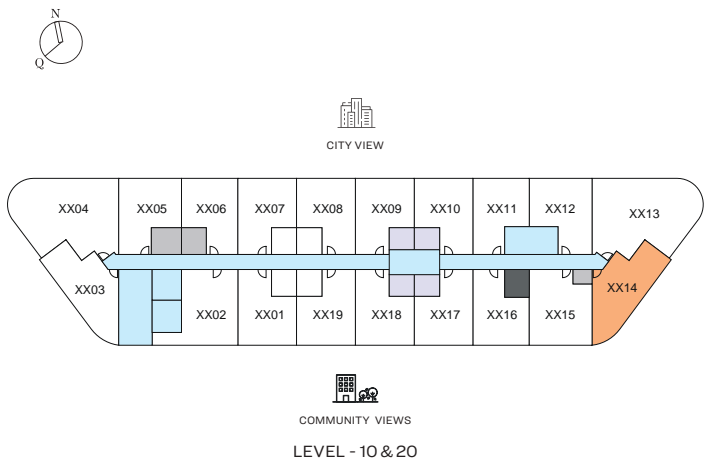 N
Q
CITY VIEW
XX04 XX05 XX06 XX07 XX08 XX09 XX10 XX11 XX12 XX13
XX03 XX14
XX02 XX01 XX19 XX18 XX17 XX16 XX15
COMMUNITY VIEWS
LEVEL - 10 & 20